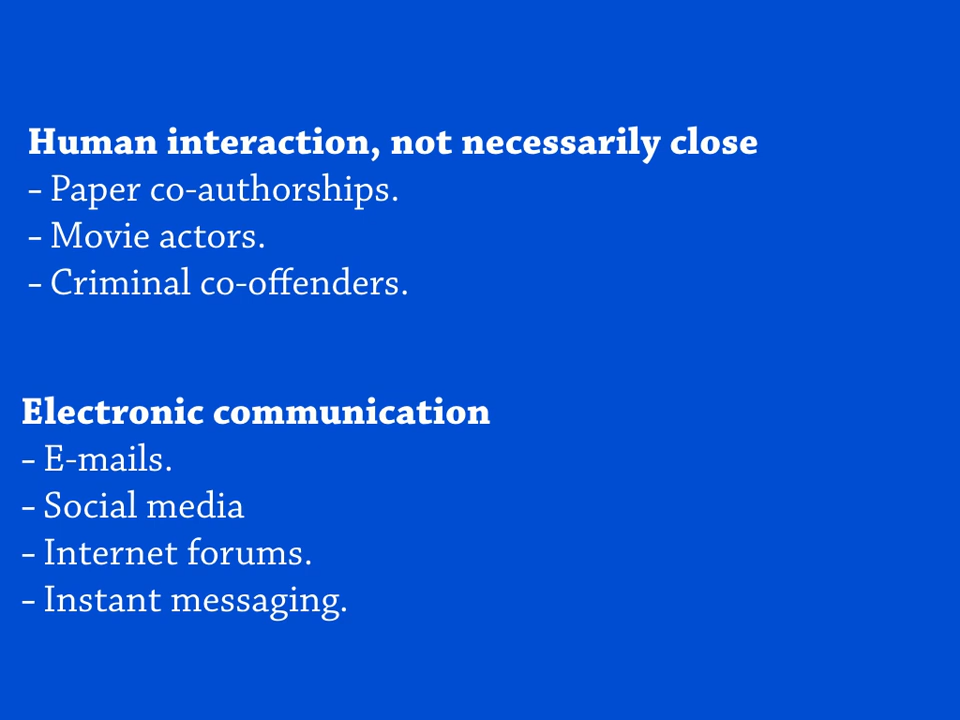 Human interaction, not necessarily close
– Paper co-authorships.
– Movie actors.
– Criminal co-offenders.
Electronic communication
– E-mails.
– Social media
– Internet forums.
– Instant messaging.